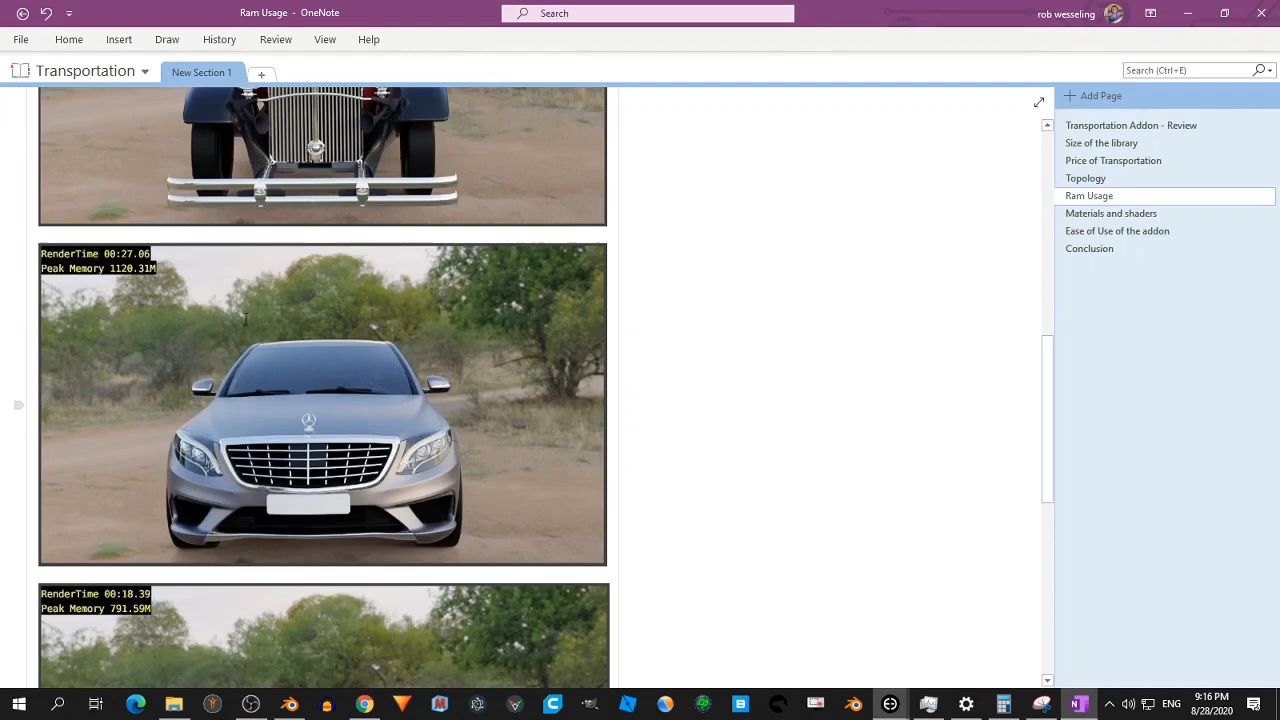 Ram Usage - OneNote
Search
rob wesseling
File Home Insert Draw History Review View Help
Transportation
New Section 1
Search (Ctrl+E)
Add Page
Transportation Addon - Review
Size of the library
Price of Transportation
Topology
Ram Usage
Materials and shaders
Ease of Use of the addon
Conclusion
RenderTime 00:27.06
Peak Memory 1120.31M
RenderTime 00:18.39
Peak Memory 791.59M
ENG
9:16 PM
8/28/2020